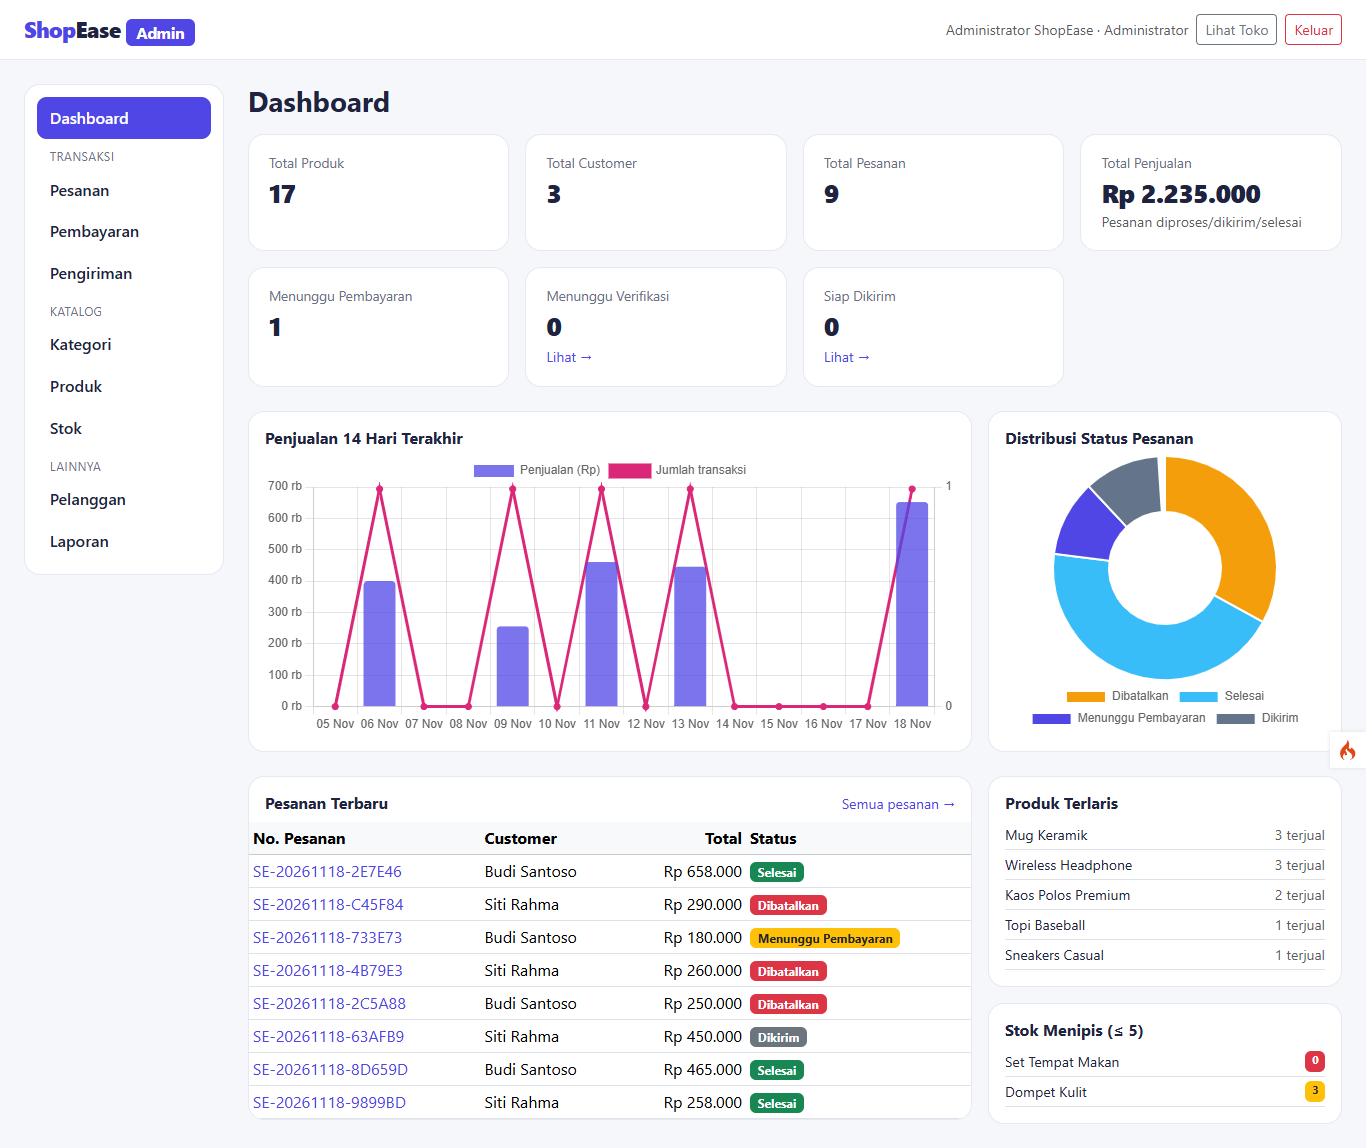 ShopEase Admin
Administrator ShopEase · Administrator
Lihat Toko
Keluar
Dashboard
TRANSAKSI
Pesanan
Pembayaran
Pengiriman
KATALOG
Kategori
Produk
Stok
LAINNYA
Pelanggan
Laporan
Dashboard
Total Produk
17
Total Customer
3
Total Pesanan
9
Total Penjualan
Rp 2.235.000
Pesanan diproses/dikirim/selesai
Menunggu Pembayaran
1
Menunggu Verifikasi
0
Lihat →
Siap Dikirim
0
Lihat →
Penjualan 14 Hari Terakhir
Penjualan (Rp) Jumlah transaksi
700 rb
600 rb
500 rb
400 rb
300 rb
200 rb
100 rb
0 rb
1
0
05 Nov 06 Nov 07 Nov 08 Nov 09 Nov 10 Nov 11 Nov 12 Nov 13 Nov 14 Nov 15 Nov 16 Nov 17 Nov 18 Nov
Distribusi Status Pesanan
Dibatalkan Selesai
Menunggu Pembayaran Dikirim
Pesanan Terbaru Semua pesanan →
No. Pesanan Customer Total Status
SE-20261118-2E7E46 Budi Santoso Rp 658.000 Selesai
SE-20261118-C45F84 Siti Rahma Rp 290.000 Dibatalkan
SE-20261118-733E73 Budi Santoso Rp 180.000 Menunggu Pembayaran
SE-20261118-4B79E3 Siti Rahma Rp 260.000 Dibatalkan
SE-20261118-2C5A88 Budi Santoso Rp 250.000 Dibatalkan
SE-20261118-63AFB9 Siti Rahma Rp 450.000 Dikirim
SE-20261118-8D659D Budi Santoso Rp 465.000 Selesai
SE-20261118-9899BD Siti Rahma Rp 258.000 Selesai
Produk Terlaris
Mug Keramik 3 terjual
Wireless Headphone 3 terjual
Kaos Polos Premium 2 terjual
Topi Baseball 1 terjual
Sneakers Casual 1 terjual
Stok Menipis (≤ 5)
Set Tempat Makan 0
Dompet Kulit 3